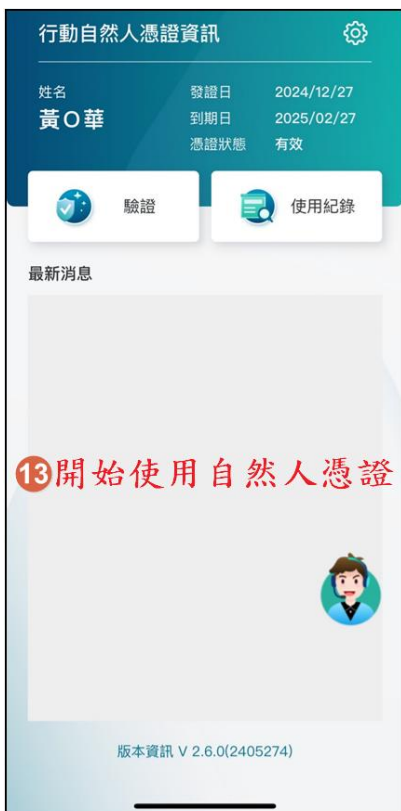 行動自然人憑證資訊
姓名
黃O華
發證日 2024/12/27
到期日 2025/02/27
憑證狀態 有效
驗證
使用紀錄
最新消息
13開始使用自然人憑證
版本資訊 V 2.6.0(2405274)